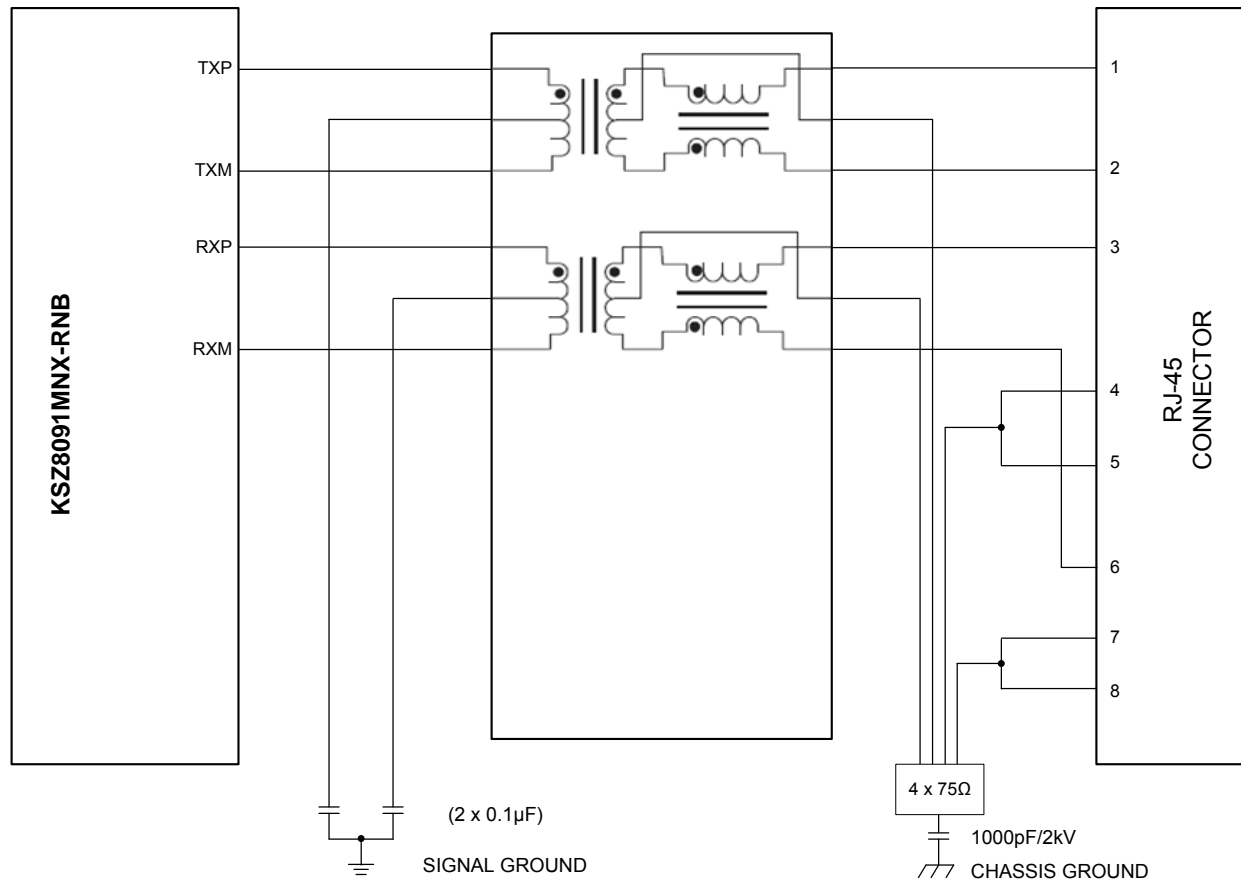 KSZ8091MNX-RNB
TXP
TXM
RXP
RXM
1
2
3
4
5
6
7
8
RJ-45
CONNECTOR
(2 x 0.1µF)
SIGNAL GROUND
4 x 75Ω
1000pF/2kV
CHASSIS GROUND